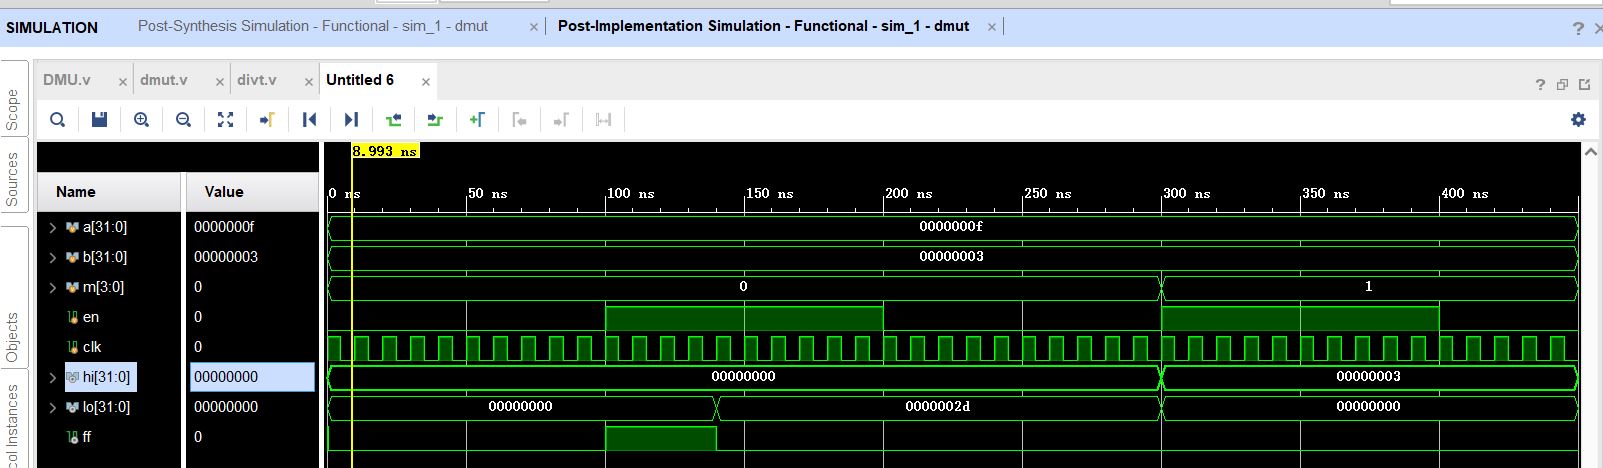 SIMULATION Post-Synthesis Simulation - Functional - sim_1 - dmut × Post-Implementation Simulation - Functional - sim_1 - dmut × ? ×
DMU.v × dmut.v × divt.v × Untitled 6 × ?
Scope
Sources
Objects
col Instances
8.993 ns
Name Value 0 ns 50 ns 100 ns 150 ns 200 ns 250 ns 300 ns 350 ns 400 ns
a[31:0] 0000000f 0000000f
b[31:0] 00000003 00000003
m[3:0] 0 0 1
en 0
clk 0
hi[31:0] 00000000 00000000 00000003
lo[31:0] 00000000 00000000 0000002d 00000000
ff 0